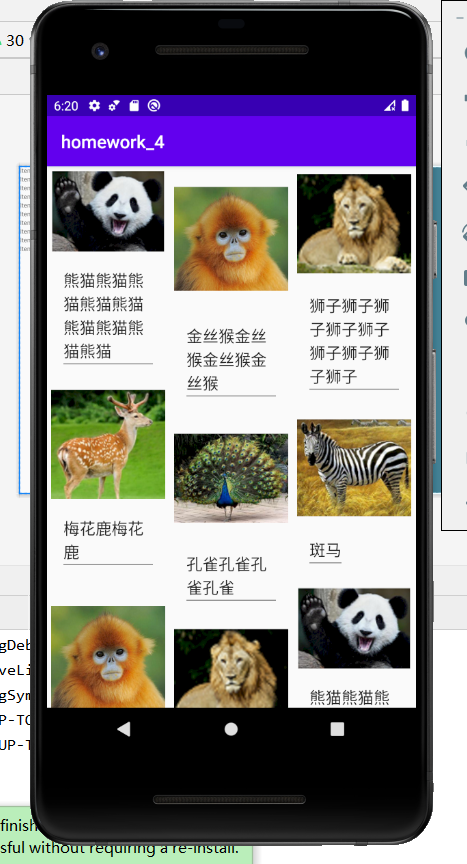 30
6:20
homework_4
熊猫熊猫熊
猫熊猫熊猫
熊猫熊猫熊
猫熊猫
金丝猴金丝
猴金丝猴金
丝猴
狮子狮子狮
子狮子狮子
狮子狮子狮
子狮子
梅花鹿梅花
鹿
孔雀孔雀孔
雀孔雀
斑马
熊猫熊猫熊
gDeb
veLi
gSym
P-TO
UP-T
finish
sful without requiring a re-install.